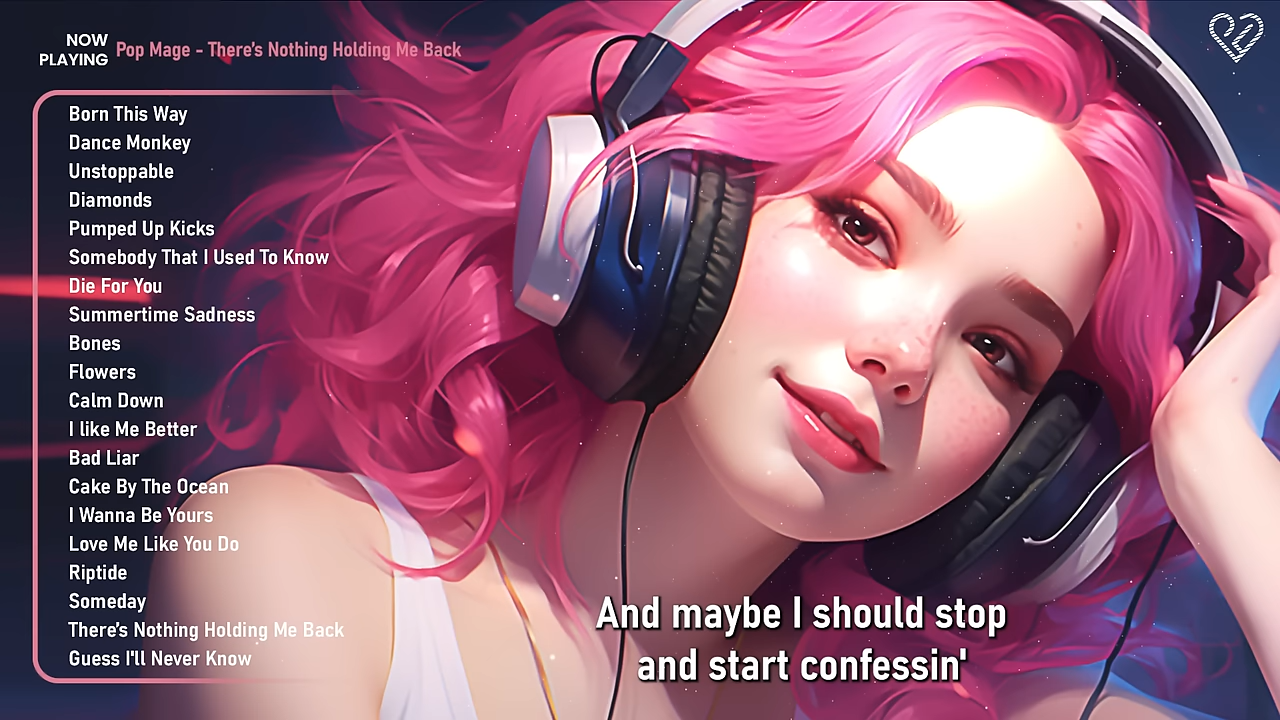 NOW
PLAYING
Pop Mage - There's Nothing Holding Me Back
Born This Way
Dance Monkey
Unstoppable
Diamonds
Pumped Up Kicks
Somebody That I Used To Know
Die For You
Summertime Sadness
Bones
Flowers
Calm Down
I like Me Better
Bad Liar
Cake By The Ocean
I Wanna Be Yours
Love Me Like You Do
Riptide
Someday
There's Nothing Holding Me Back
Guess I'll Never Know
And maybe I should stop
and start confessin'